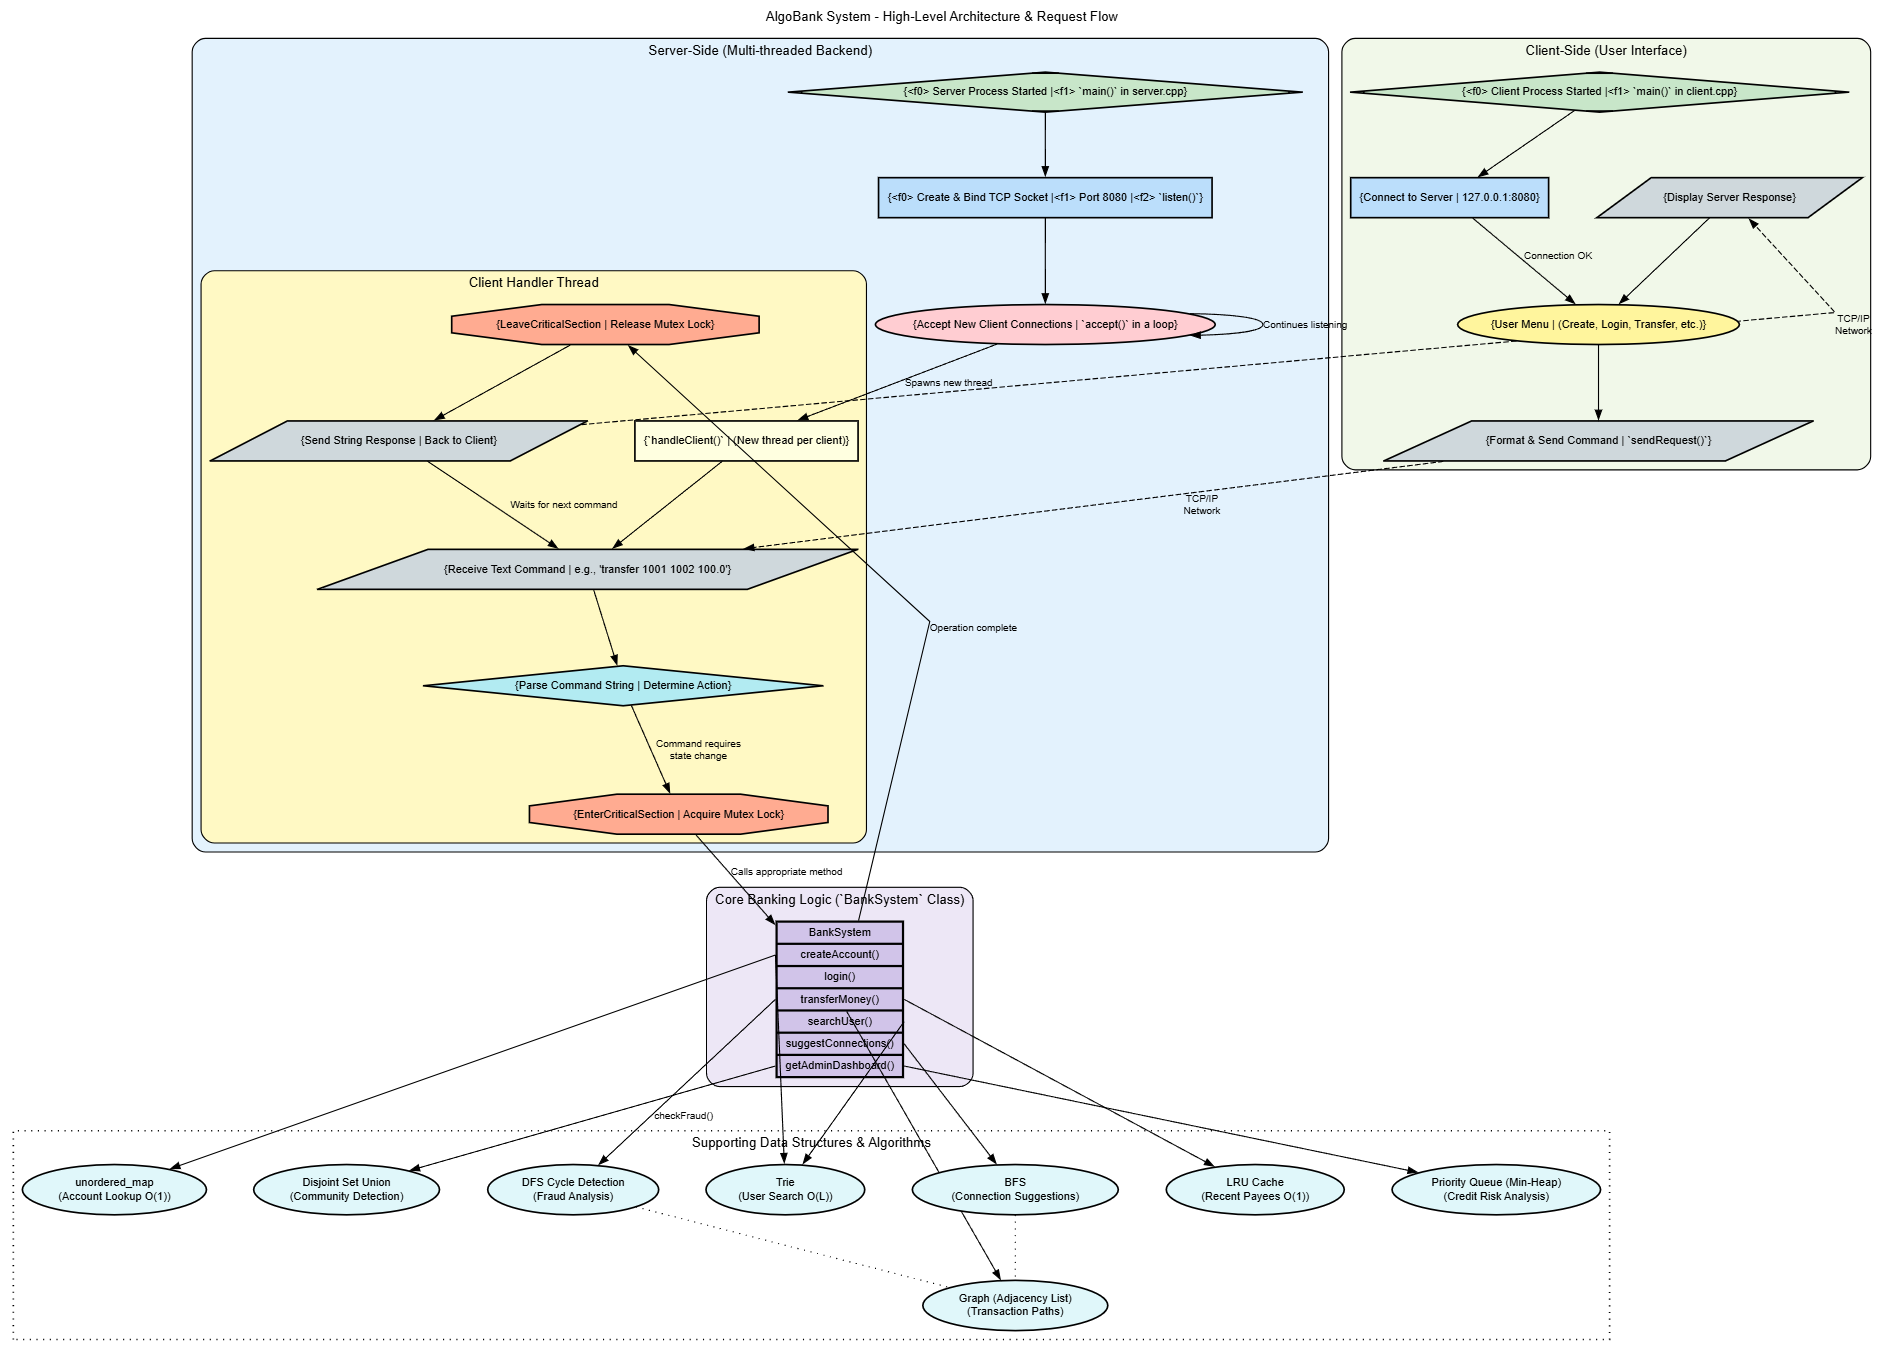 AlgoBank System - High-Level Architecture & Request Flow
Server-Side (Multi-threaded Backend)
{<f0> Server Process Started |<f1> `main()` in server.cpp}
{<f0> Create & Bind TCP Socket |<f1> Port 8080 |<f2> `listen()`}
{Accept New Client Connections | `accept()` in a loop}
Continues listening
Spawns new thread
Client Handler Thread
{LeaveCriticalSection | Release Mutex Lock}
{Send String Response | Back to Client}
{`handleClient()` | (New thread per client)}
Waits for next command
{Receive Text Command | e.g., 'transfer 1001 1002 100.0'}
{Parse Command String | Determine Action}
Command requires
state change
{EnterCriticalSection | Acquire Mutex Lock}
Operation complete
Calls appropriate method
Client-Side (User Interface)
{<f0> Client Process Started |<f1> `main()` in client.cpp}
{Connect to Server | 127.0.0.1:8080}
{Display Server Response}
Connection OK
{User Menu | (Create, Login, Transfer, etc.)}
TCP/IP
Network
{Format & Send Command | `sendRequest()`}
TCP/IP
Network
Core Banking Logic (`BankSystem` Class)
BankSystem
createAccount()
login()
transferMoney()
searchUser()
suggestConnections()
getAdminDashboard()
checkFraud()
Supporting Data Structures & Algorithms
unordered_map
(Account Lookup O(1))
Disjoint Set Union
(Community Detection)
DFS Cycle Detection
(Fraud Analysis)
Trie
(User Search O(L))
BFS
(Connection Suggestions)
LRU Cache
(Recent Payees O(1))
Priority Queue (Min-Heap)
(Credit Risk Analysis)
Graph (Adjacency List)
(Transaction Paths)